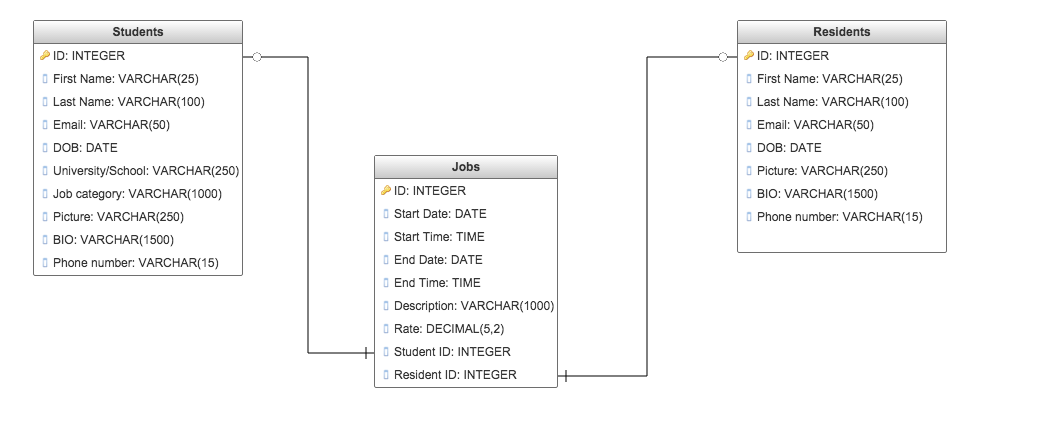 Students
ID: INTEGER
First Name: VARCHAR(25)
Last Name: VARCHAR(100)
Email: VARCHAR(50)
DOB: DATE
University/School: VARCHAR(250)
Job category: VARCHAR(1000)
Picture: VARCHAR(250)
BIO: VARCHAR(1500)
Phone number: VARCHAR(15)
Jobs
ID: INTEGER
Start Date: DATE
Start Time: TIME
End Date: DATE
End Time: TIME
Description: VARCHAR(1000)
Rate: DECIMAL(5,2)
Student ID: INTEGER
Resident ID: INTEGER
Residents
ID: INTEGER
First Name: VARCHAR(25)
Last Name: VARCHAR(100)
Email: VARCHAR(50)
DOB: DATE
Picture: VARCHAR(250)
BIO: VARCHAR(1500)
Phone number: VARCHAR(15)